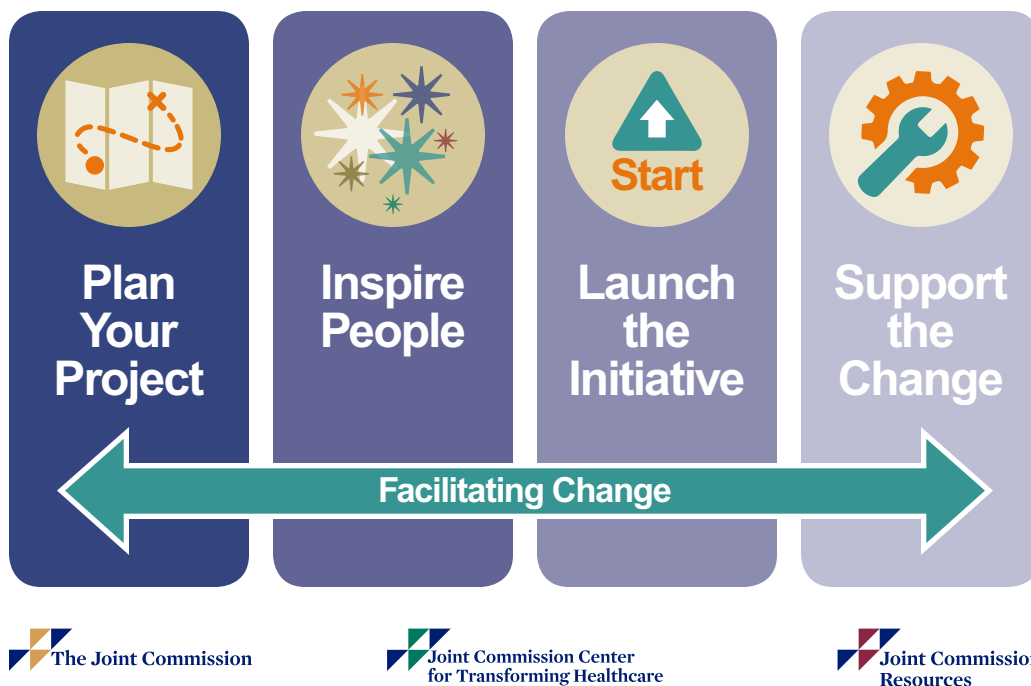 Start
Plan
Your
Project
Inspire
People
Launch
the
Initiative
Support
the
Change
Facilitating Change
The Joint Commission
Joint Commission Center
for Transforming Healthcare
Joint Commission
Resources